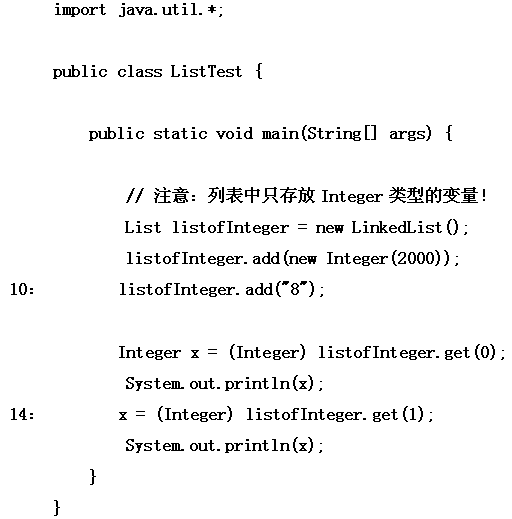 import java.util.*;
public class ListTest {
public static void main(String[] args) {
// 注意：列表中只存放 Integer 类型的变量！
List listofInteger = new LinkedList();
listofInteger.add(new Integer(2000));
10: listofInteger.add("8");
Integer x = (Integer) listofInteger.get(0);
System.out.println(x);
14: x = (Integer) listofInteger.get(1);
System.out.println(x);
}
}